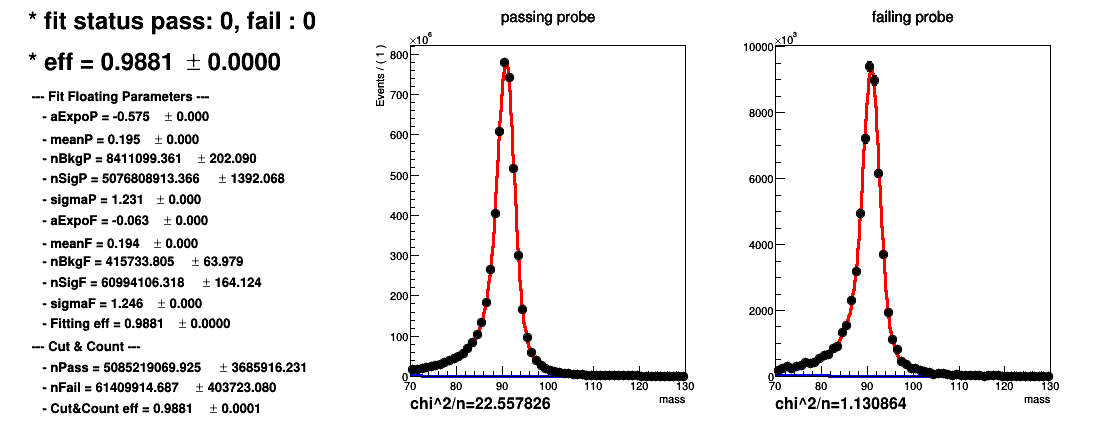 * fit status pass: 0, fail : 0
* eff = 0.9881 ± 0.0000
--- Fit Floating Parameters ---
- aExpoP = -0.575 ± 0.000
- meanP = 0.195 ± 0.000
- nBkgP = 8411099.361 ± 202.090
- nSigP = 5076808913.366 ± 1392.068
- sigmaP = 1.231 ± 0.000
- aExpoF = -0.063 ± 0.000
- meanF = 0.194 ± 0.000
- nBkgF = 415733.805 ± 63.979
- nSigF = 60994106.318 ± 164.124
- sigmaF = 1.246 ± 0.000
- Fitting eff = 0.9881 ± 0.0000
--- Cut & Count ---
- nPass = 5085219069.925 ± 3685916.231
- nFail = 61409914.687 ± 403723.080
- Cut&Count eff = 0.9881 ± 0.0001
passing probe
×10^6
Events / ( 1 )
800
700
600
500
400
300
200
100
0
70 80 90 100 110 120 130
mass
chi^2/n=22.557826
failing probe
×10^3
10000
8000
6000
4000
2000
0
70 80 90 100 110 120 130
mass
chi^2/n=1.130864